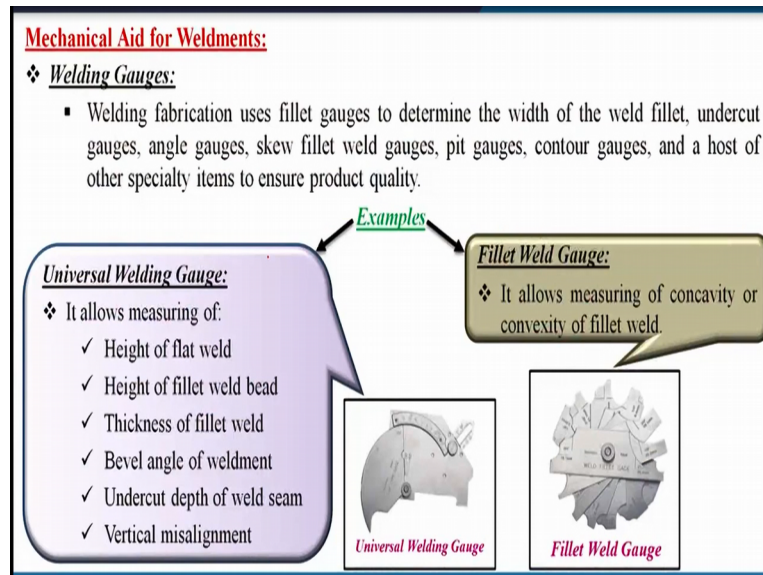 Mechanical Aid for Weldments:
❖ Welding Gauges:
▪ Welding fabrication uses fillet gauges to determine the width of the weld fillet, undercut
gauges, angle gauges, skew fillet weld gauges, pit gauges, contour gauges, and a host of
other specialty items to ensure product quality.
Examples
Universal Welding Gauge:
❖ It allows measuring of:
✓ Height of flat weld
✓ Height of fillet weld bead
✓ Thickness of fillet weld
✓ Bevel angle of weldment
✓ Undercut depth of weld seam
✓ Vertical misalignment
Fillet Weld Gauge:
❖ It allows measuring of concavity or
convexity of fillet weld.
Universal Welding Gauge
WELD FILLET GAGE
Fillet Weld Gauge